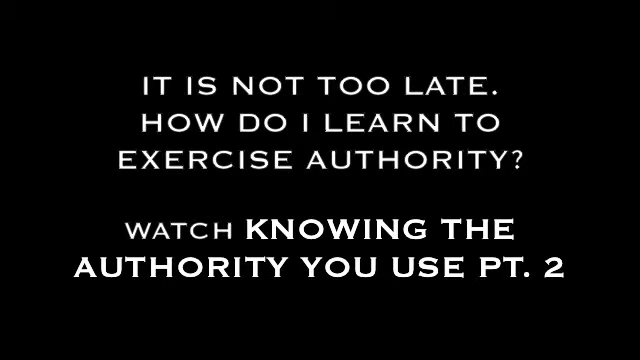 IT IS NOT TOO LATE.
HOW DO I LEARN TO
EXERCISE AUTHORITY?
WATCH KNOWING THE
AUTHORITY YOU USE PT. 2